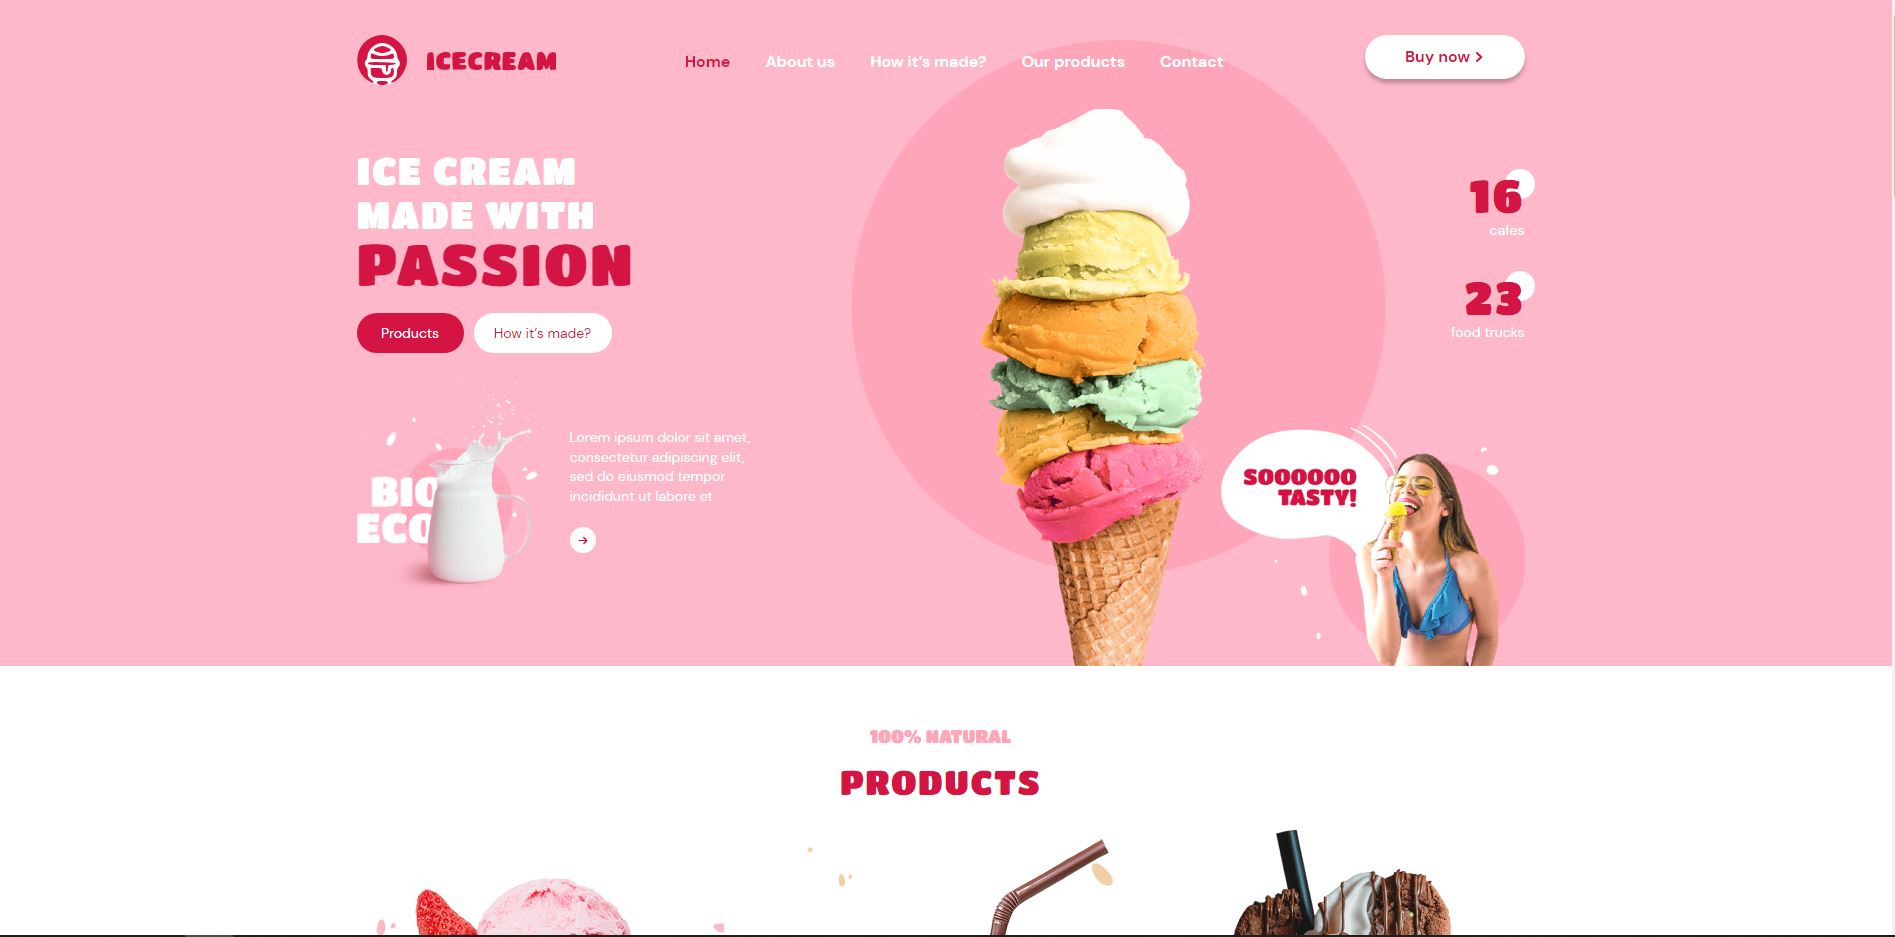 ICECREAM
Home
About us
How it's made?
Our products
Contact
Buy now
ICE CREAM
MADE WITH
PASSION
Products
How it's made?
16
cafes
23
food trucks
BIO
ECO
Lorem ipsum dolor sit amet,
consectetur adipiscing elit,
sed do eiusmod tempor
incididunt ut labore et
SOOOOOO
TASTY!
100% NATURAL
PRODUCTS